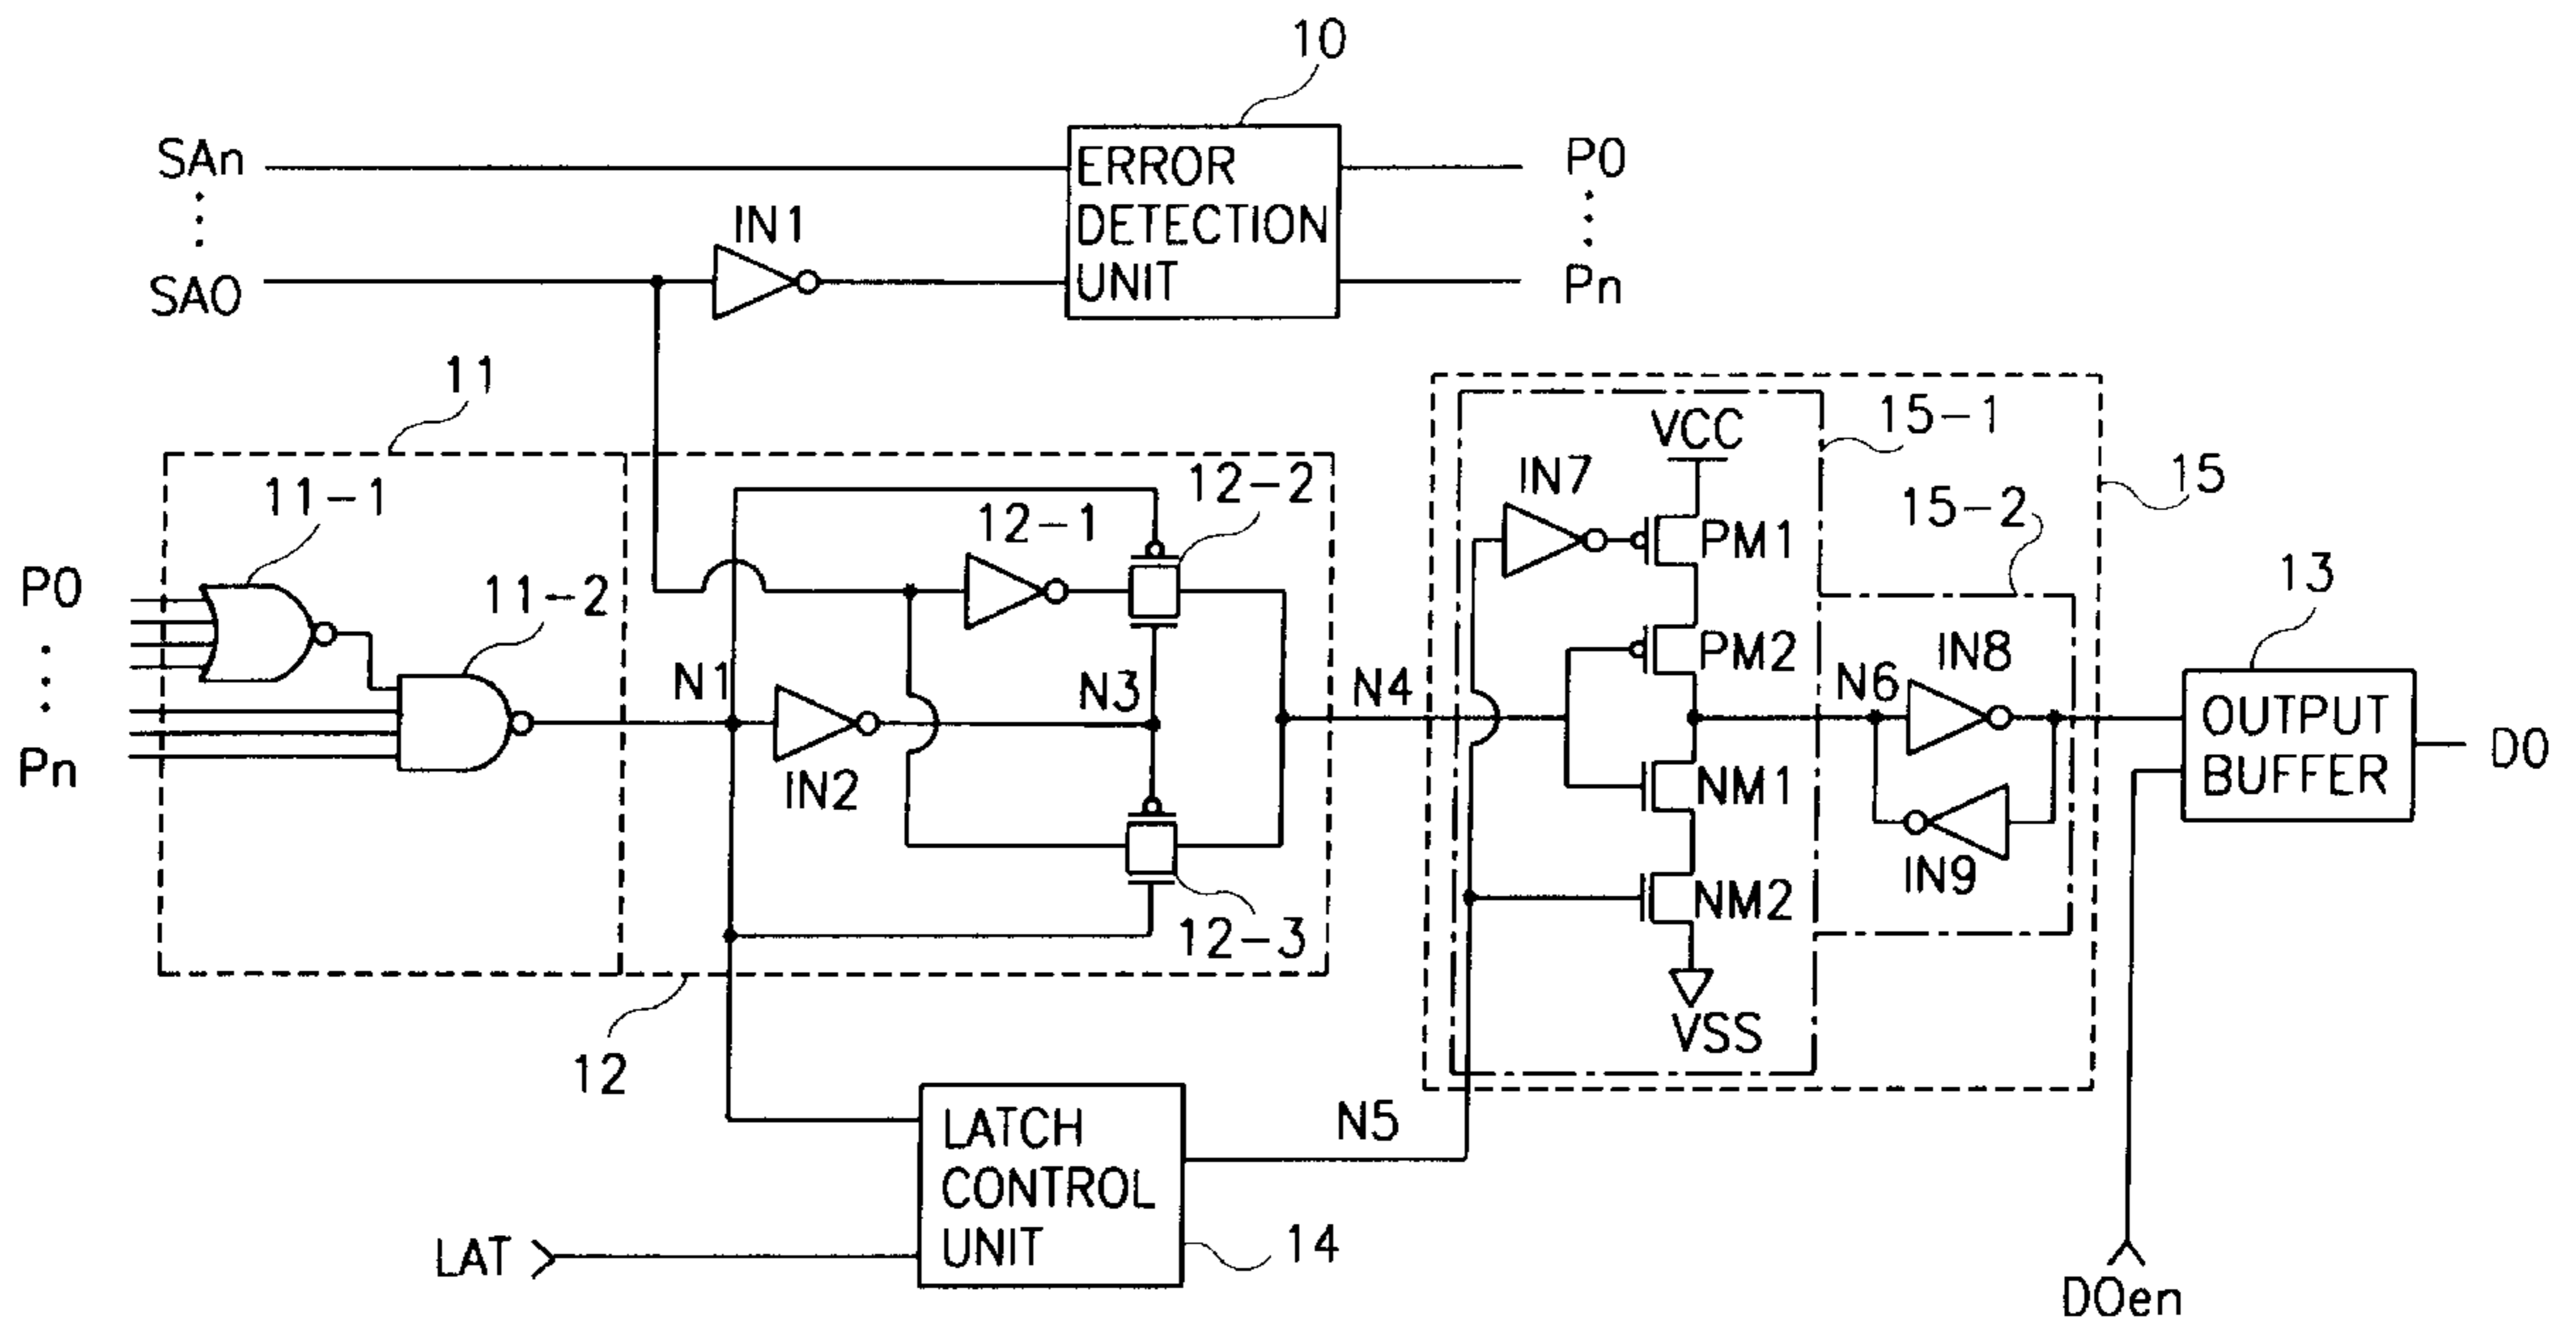 10
SAn
ERROR
DETECTION
UNIT
P0
IN1
SA0
Pn
11
12-2
VCC
15-1
15
11-1
12-1
IN7
15-2
PM1
13
P0
11-2
PM2
IN8
N1
N3
N4
N6
OUTPUT
BUFFER
D0
Pn
IN2
NM1
IN9
NM2
12-3
VSS
12
LATCH
CONTROL
UNIT
N5
14
LAT
DOen